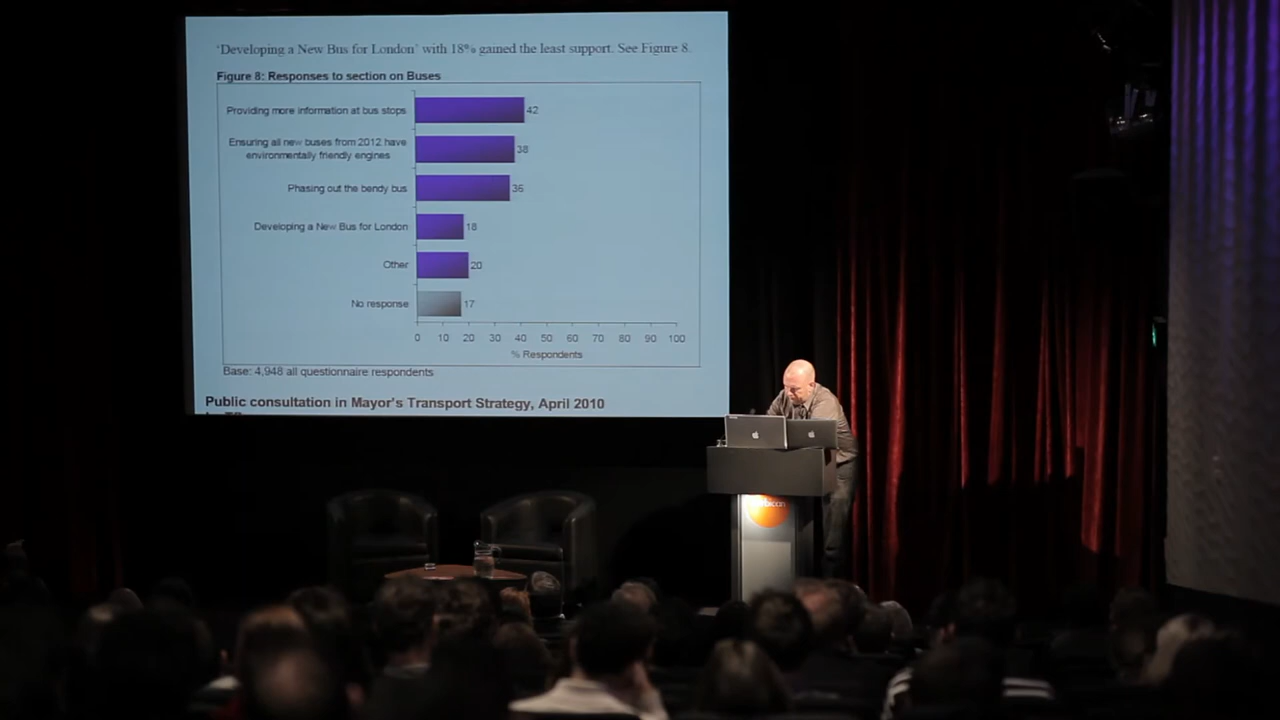 'Developing a New Bus for London' with 18% gained the least support. See Figure 8.
Figure 8: Responses to section on Buses
Providing more information at bus stops
42
Ensuring all new buses from 2012 have
environmentally friendly engines
38
Phasing out the bendy bus
36
Developing a New Bus for London
18
Other
20
No response
17
0 10 20 30 40 50 60 70 80 90 100
% Respondents
Base: 4,948 all questionnaire respondents
Public consultation in Mayor's Transport Strategy, April 2010